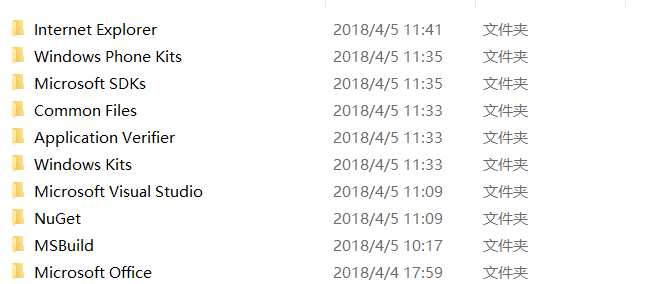 Internet Explorer 2018/4/5 11:41 文件夹
Windows Phone Kits 2018/4/5 11:35 文件夹
Microsoft SDKs 2018/4/5 11:35 文件夹
Common Files 2018/4/5 11:33 文件夹
Application Verifier 2018/4/5 11:33 文件夹
Windows Kits 2018/4/5 11:33 文件夹
Microsoft Visual Studio 2018/4/5 11:09 文件夹
NuGet 2018/4/5 11:09 文件夹
MSBuild 2018/4/5 10:17 文件夹
Microsoft Office 2018/4/4 17:59 文件夹